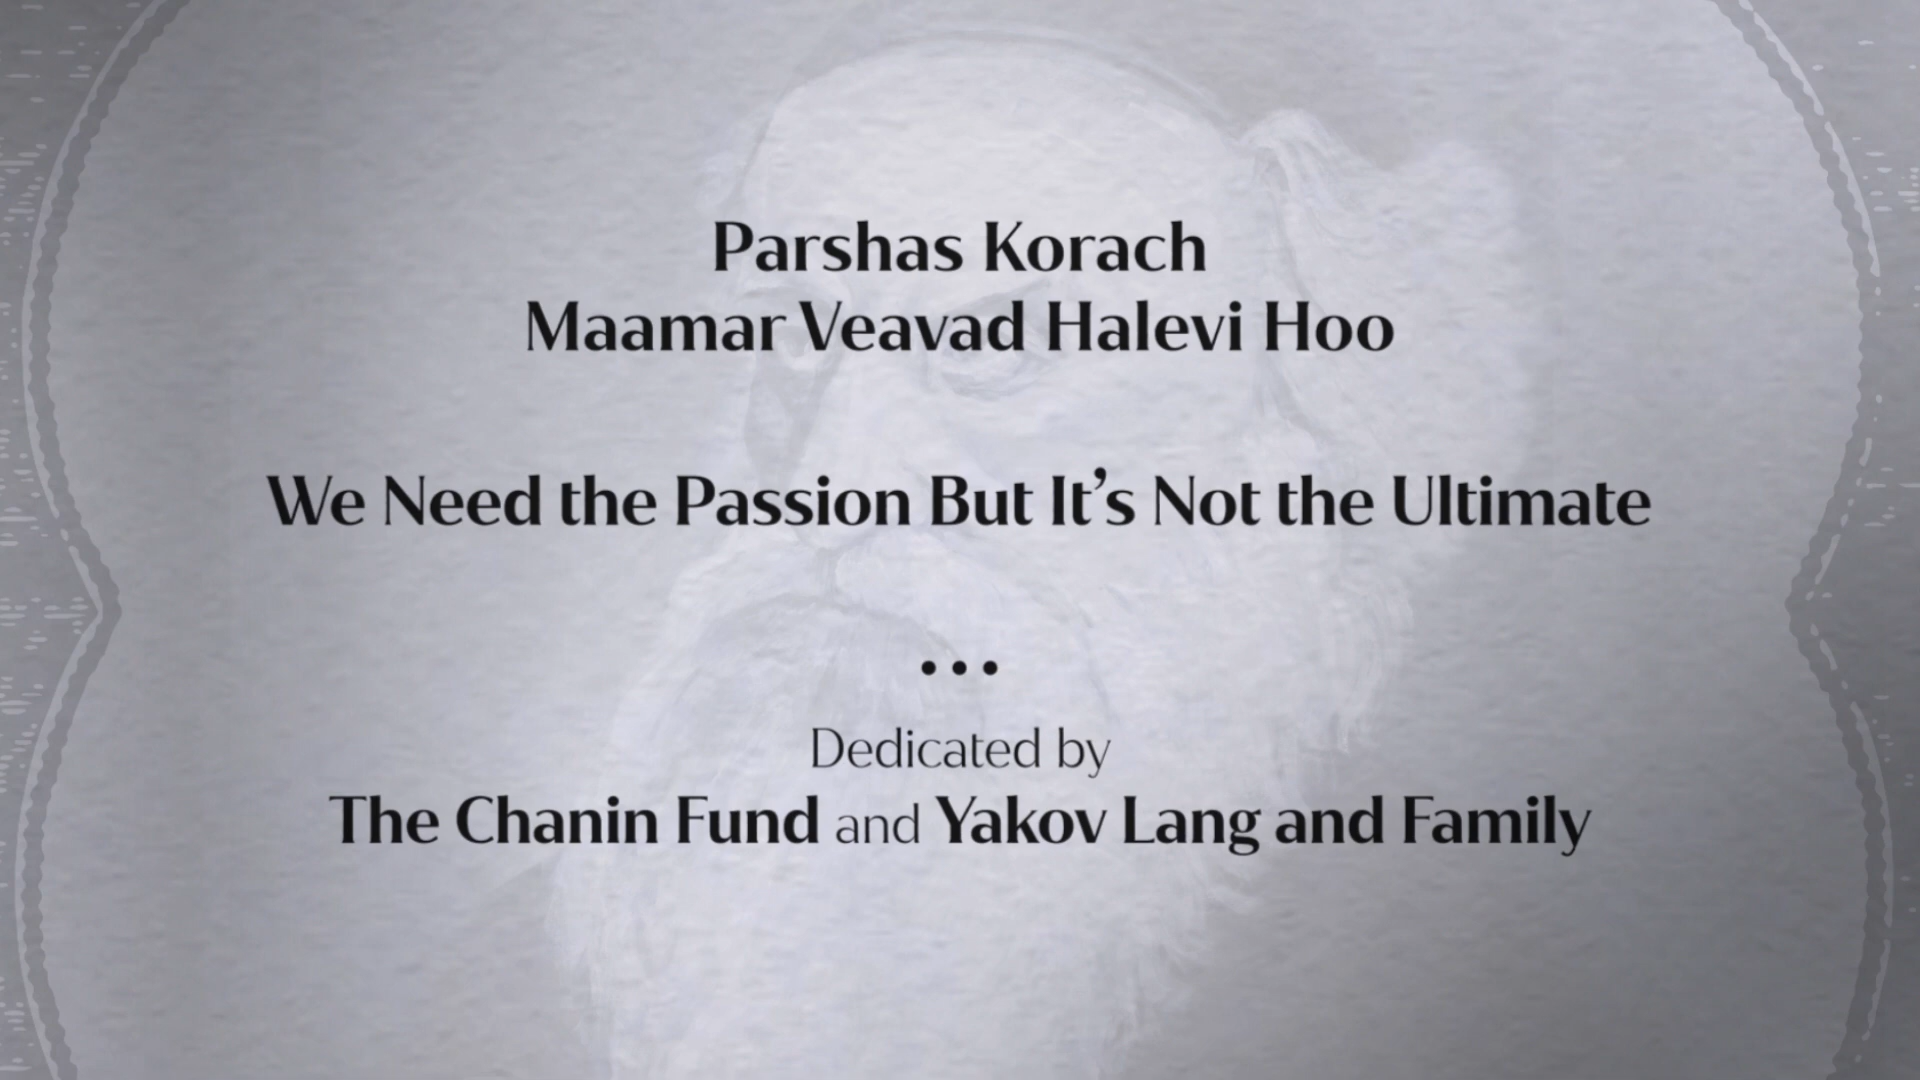 Parshas Korach
Maamar Veavad Halevi Hoo
We Need the Passion But It’s Not the Ultimate
•••
Dedicated by
The Chanin Fund and Yakov Lang and Family